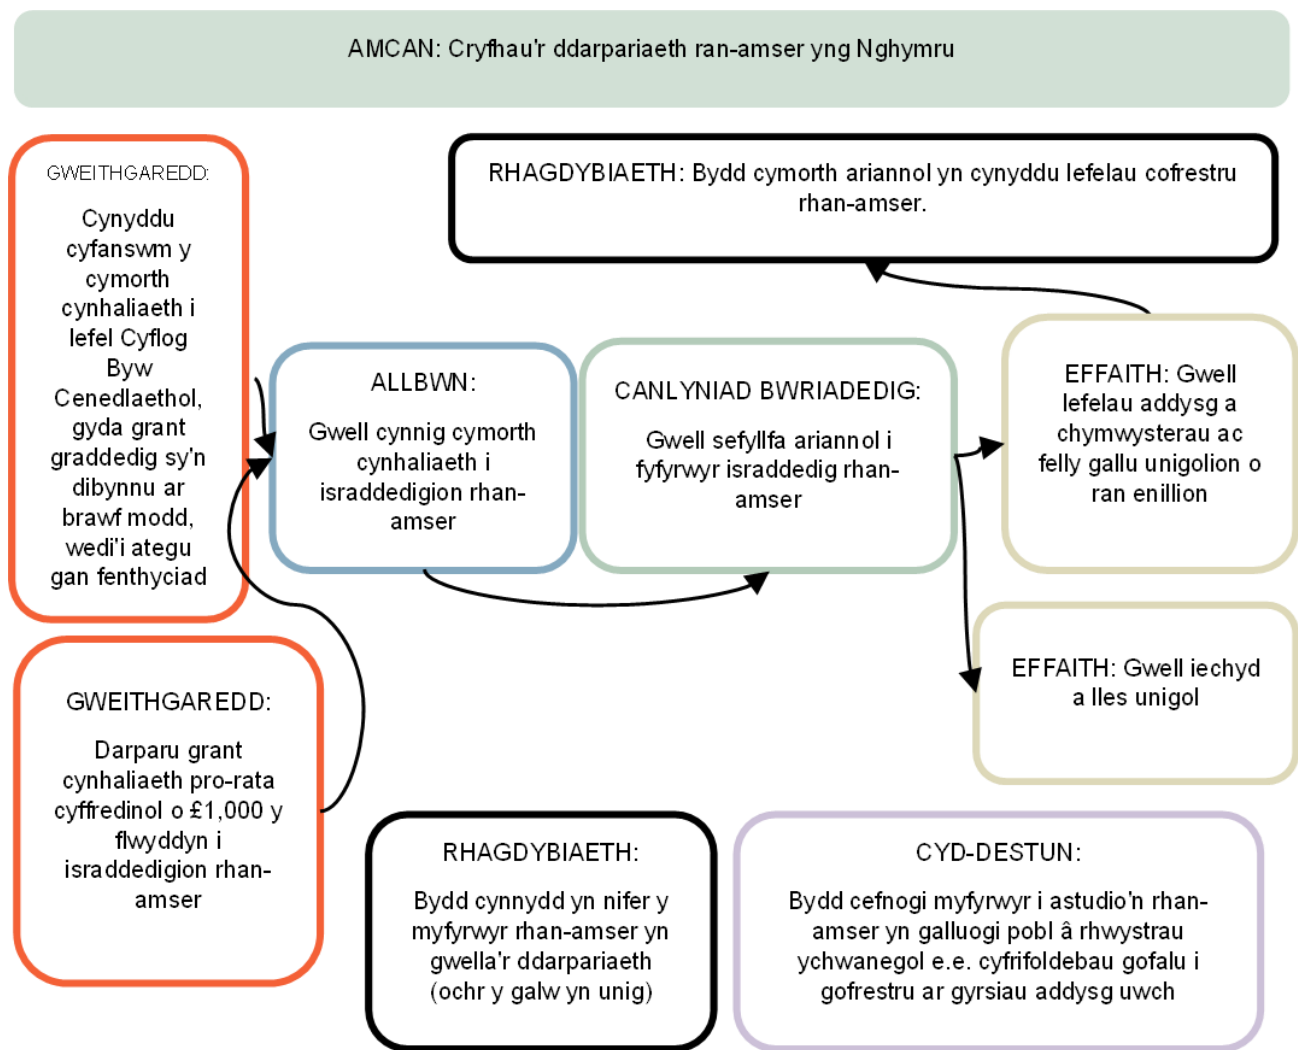 AMCAN: Cryfhau'r ddarpariaeth ran-amser yng Nghymru
GWEITHGAREDD:
Cynyddu
cyfanswm y
cymorth
cynhaliaeth i
lefel Cyflog
Byw
Cenedlaethol,
gyda grant
graddedig sy'n
dibynnu ar
brawf modd,
wedi'i ategu
gan fenthyciad
RHAGDYBIAETH: Bydd cymorth ariannol yn cynyddu lefelau cofrestru
rhan-amser.
ALLBWN:
Gwell cynnig cymorth
cynhaliaeth i
israddedigion rhan-
amser
CANLYNIAD BWRIADEDIG:
Gwell sefyllfa ariannol i
fyfyrwyr israddedig rhan-
amser
EFFAITH: Gwell
lefelau addysg a
chymwysterau ac
felly gallu unigolion o
ran enillion
EFFAITH: Gwell iechyd
a lles unigol
GWEITHGAREDD:
Darparu grant
cynhaliaeth pro-rata
cyffredinol o £1,000 y
flwyddyn i
israddedigion rhan-
amser
RHAGDYBIAETH:
Bydd cynnydd yn nifer y
myfyrwyr rhan-amser yn
gwella'r ddarpariaeth
(ochr y galw yn unig)
CYD-DESTUN:
Bydd cefnogi myfyrwyr i astudio'n rhan-
amser yn galluogi pobl â rhwystrau
ychwanegol e.e. cyfrifoldebau gofalu i
gofrestru ar gyrsiau addysg uwch